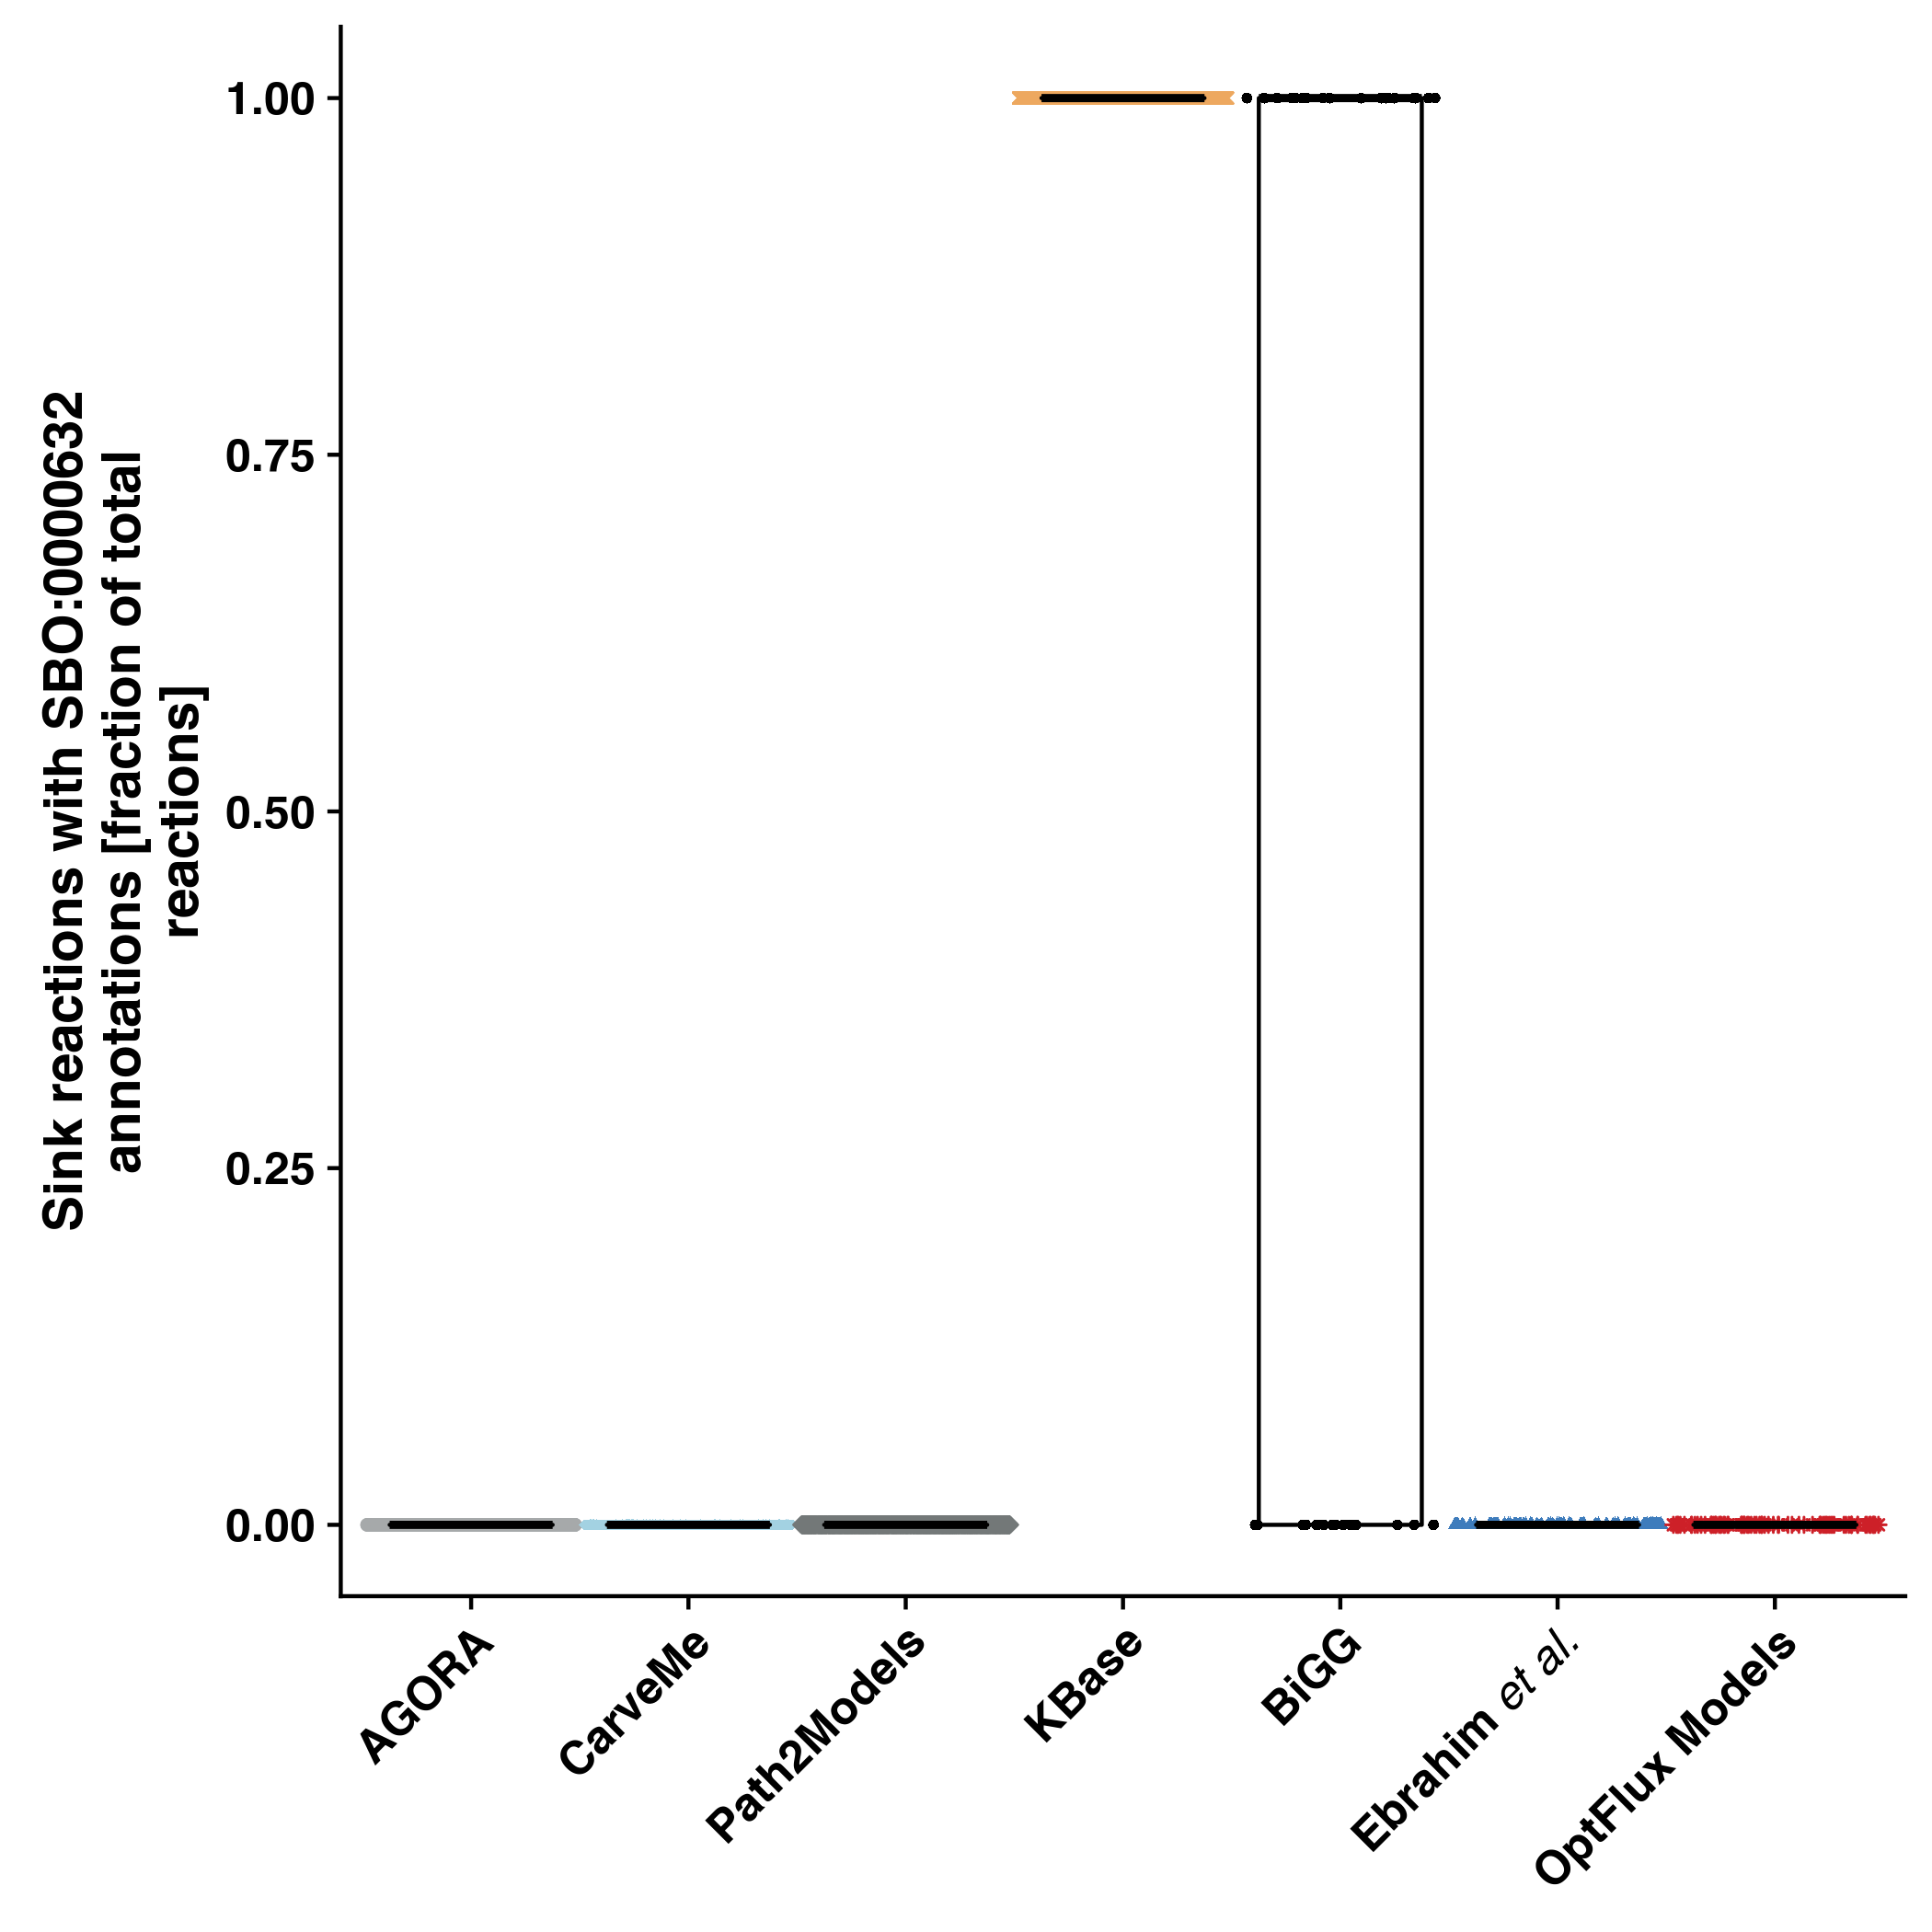 Sink reactions with SBO:0000632
annotations [fraction of total
reactions]
1.00
0.75
0.50
0.25
0.00
AGORA
CarveMe
Path2Models
KBase
BiGG
Ebrahim et al.
OptFlux Models